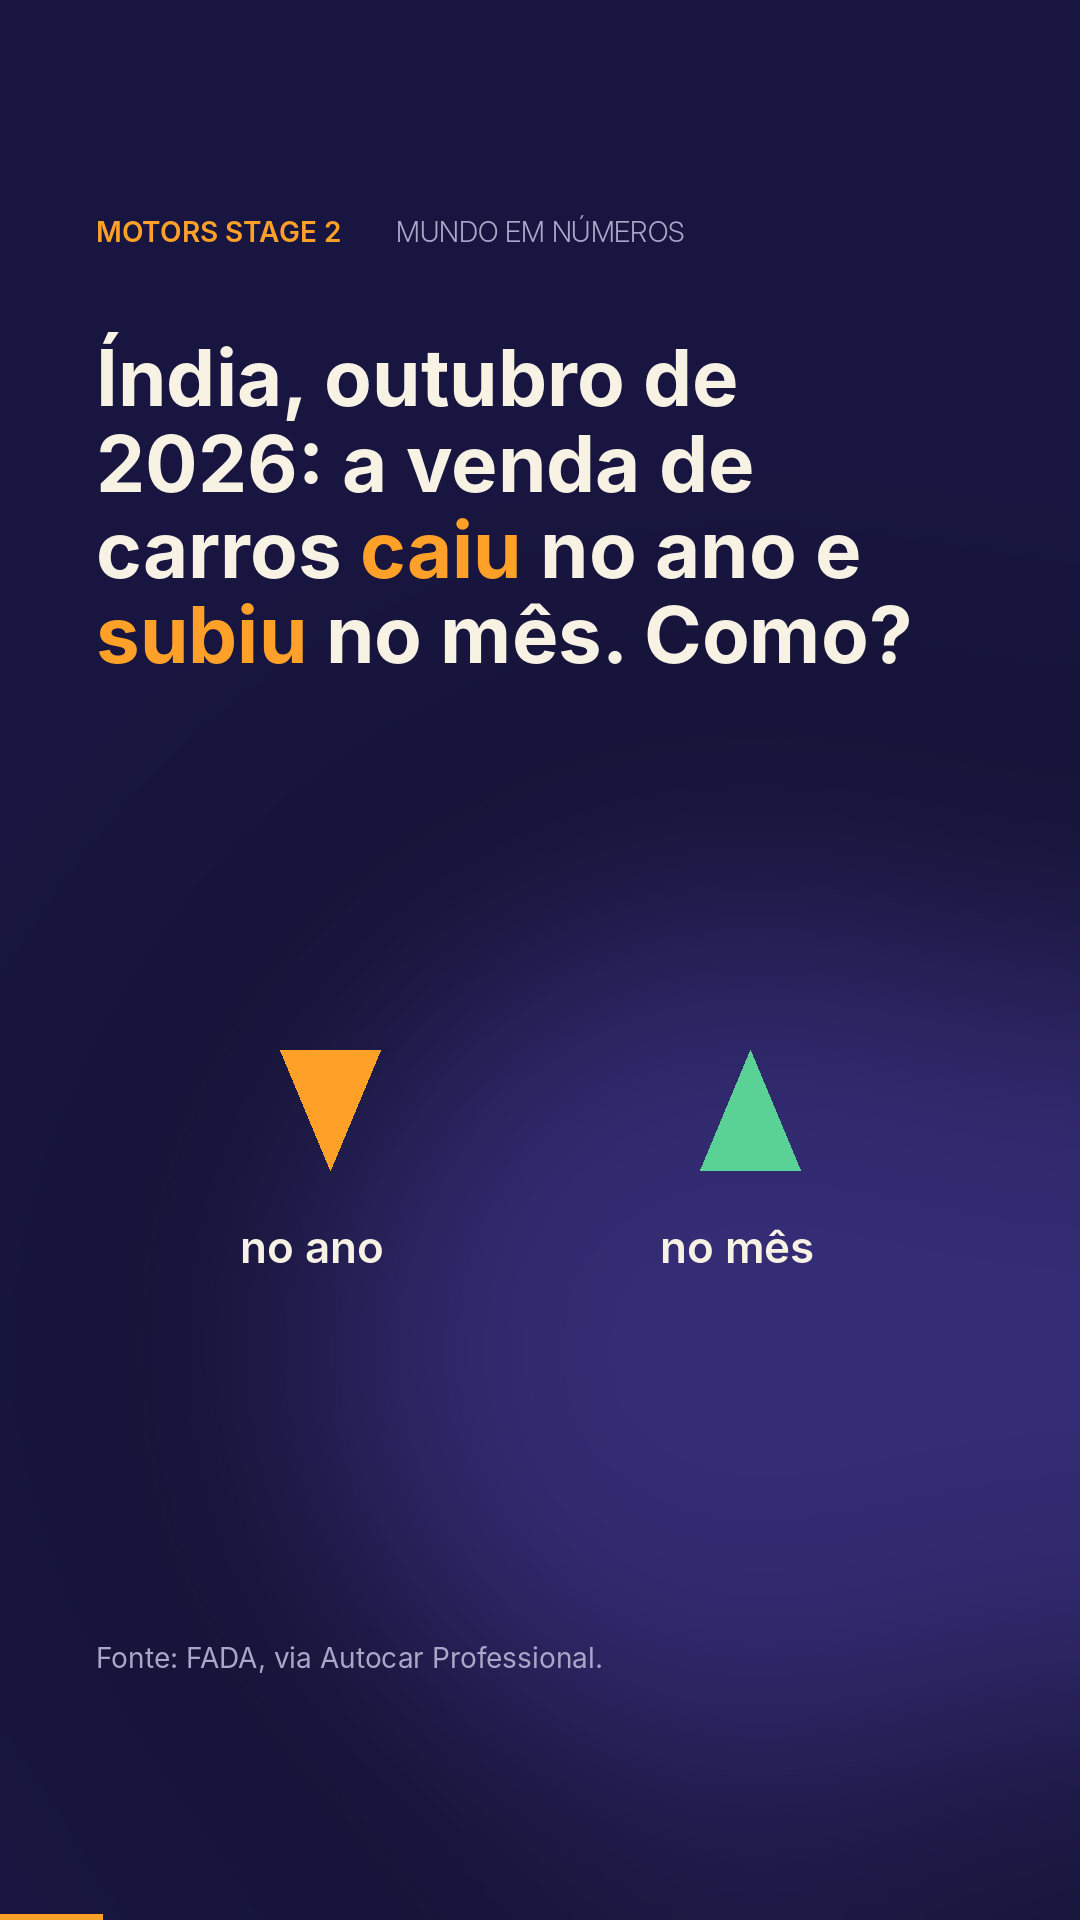 MOTORS STAGE 2 MUNDO EM NÚMEROS
Índia, outubro de
2026: a venda de
carros caiu no ano e
subiu no mês. Como?
no ano no mês
Fonte: FADA, via Autocar Professional.